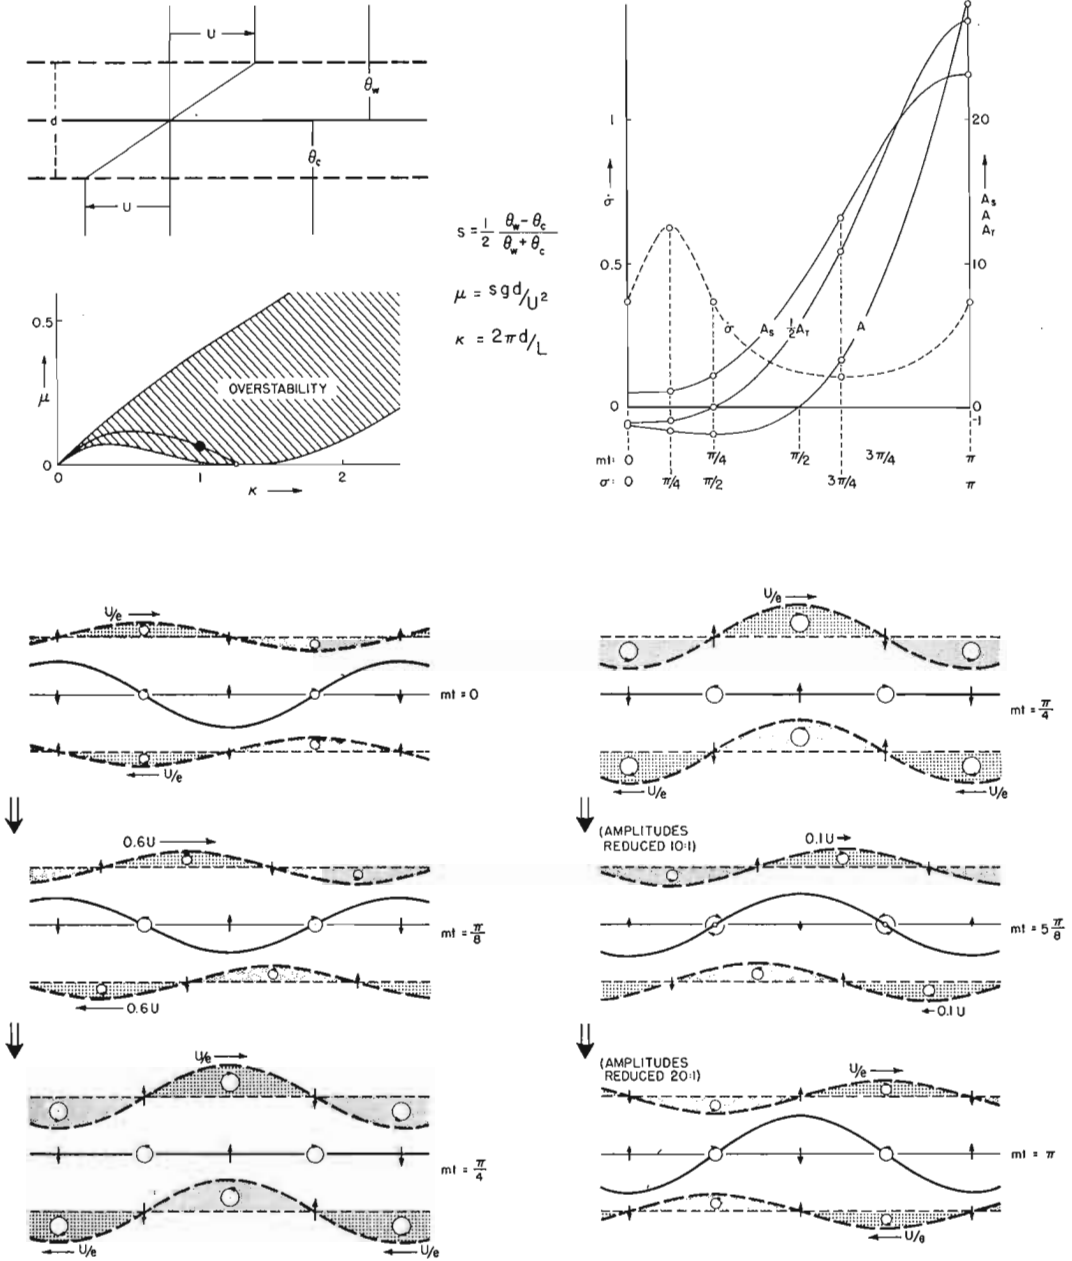 U
d
θw
θc
U
s = 1/2 θw - θc / θw + θc
μ = sgd/U²
κ = 2πd/L
0.5
μ
OVERSTABILITY
0
0 1 2
κ
1
σ̇
0.5
0
20
As
A
Ar
10
0
-1
σ̇ As ½Ar A
mt: 0 π/4 π/2 3π/4 π
σ: 0 π/4 π/2 3π/4 π
U/e
mt = 0
U/e
0.6U
mt = π/8
0.6U
U/e
mt = π/4
U/e U/e
U/e
mt = π/4
U/e U/e
(AMPLITUDES
REDUCED 10:1)
0.1U
mt = 5π/8
0.1U
(AMPLITUDES
REDUCED 20:1)
U/e
mt = π
U/e